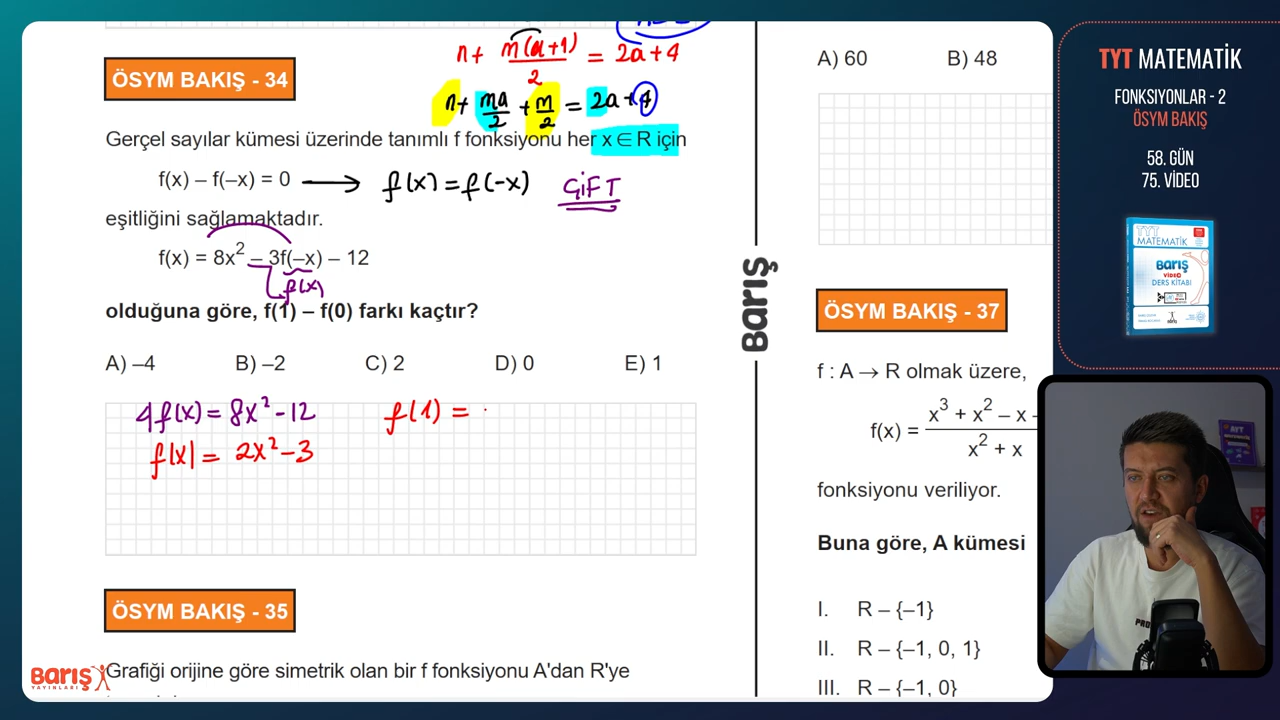 n + m(a+1)/2 = 2a+4
n + ma/2 + m/2 = 2a+4
ÖSYM BAKIŞ - 34
Gerçel sayılar kümesi üzerinde tanımlı f fonksiyonu her x ∈ R için
f(x) – f(–x) = 0 → f(x) = f(-x) ÇİFT
eşitliğini sağlamaktadır.
f(x) = 8x² – 3f(–x) – 12
f(x)
olduğuna göre, f(1) – f(0) farkı kaçtır?
A) –4 B) –2 C) 2 D) 0 E) 1
4f(x) = 8x² - 12
f(x) = 2x² - 3
f(1) =
ÖSYM BAKIŞ - 35
Grafiği orijine göre simetrik olan bir f fonksiyonu A'dan R'ye
BARIŞ
YAYINLARI
BARIŞ
A) 60 B) 48
ÖSYM BAKIŞ - 37
f : A → R olmak üzere,
f(x) = x³ + x² – x – / x² + x
fonksiyonu veriliyor.
Buna göre, A kümesi
I. R – {–1}
II. R – {–1, 0, 1}
III. R – {–1, 0}
TYT MATEMATİK
FONKSIYONLAR - 2
ÖSYM BAKIŞ
58. GÜN
75. VİDEO
TYT
MATEMATİK
BARIŞ
VİDEO
DERS KİTABI